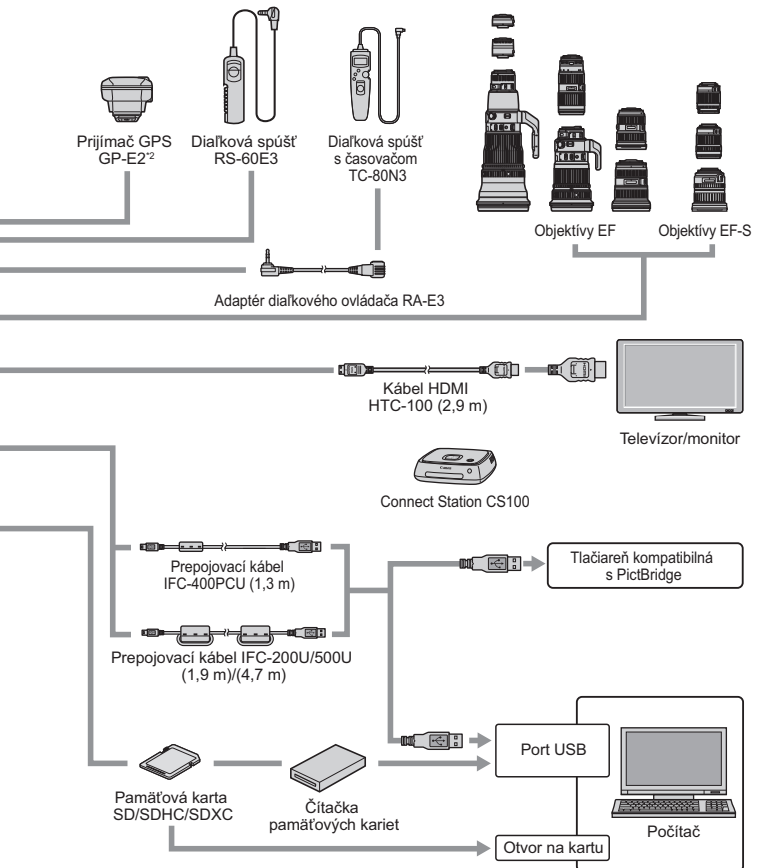 Prijímač GPS
GP-E2*2
Diaľková spúšť
RS-60E3
Diaľková spúšť
s časovačom
TC-80N3
Objektívy EF
Objektívy EF-S
Adaptér diaľkového ovládača RA-E3
Kábel HDMI
HTC-100 (2,9 m)
Televízor/monitor
Canon
Connect Station CS100
Prepojovací kábel
IFC-400PCU (1,3 m)
Tlačiareň kompatibilná
s PictBridge
Prepojovací kábel IFC-200U/500U
(1,9 m)/(4,7 m)
Port USB
Pamäťová karta
SD/SDHC/SDXC
Čítačka
pamäťových kariet
Počítač
Otvor na kartu